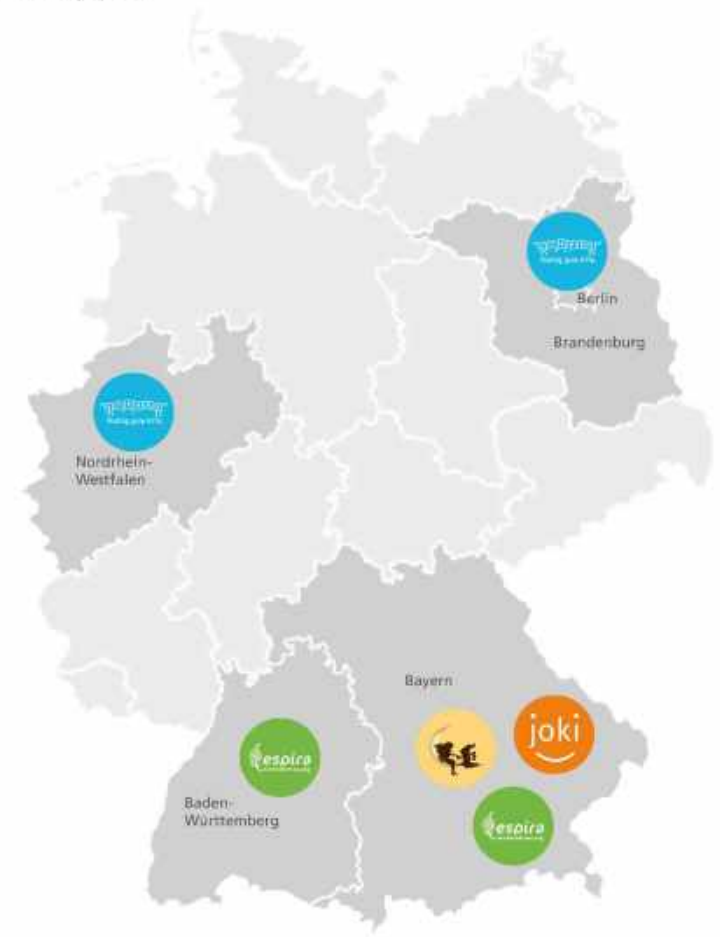 Berlin
Brandenburg
Nordrhein-
Westfalen
Bayern
joki
espira
Baden-
Württemberg
espira